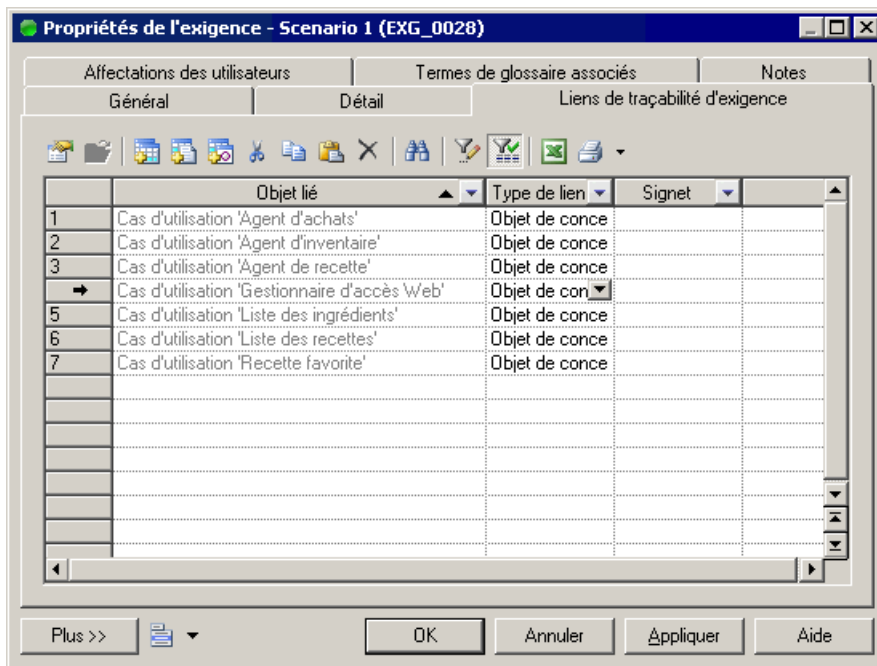 Propriétés de l'exigence - Scenario 1 (EXG_0028)
Affectations des utilisateurs Termes de glossaire associés Notes
Général Détail Liens de traçabilité d'exigence
Objet lié Type de lien Signet
1 Cas d'utilisation 'Agent d'achats' Objet de conce
2 Cas d'utilisation 'Agent d'inventaire' Objet de conce
3 Cas d'utilisation 'Agent de recette' Objet de conce
Cas d'utilisation 'Gestionnaire d'accès Web' Objet de con
5 Cas d'utilisation 'Liste des ingrédients' Objet de conce
6 Cas d'utilisation 'Liste des recettes' Objet de conce
7 Cas d'utilisation 'Recette favorite' Objet de conce
Plus >> OK Annuler Appliquer Aide